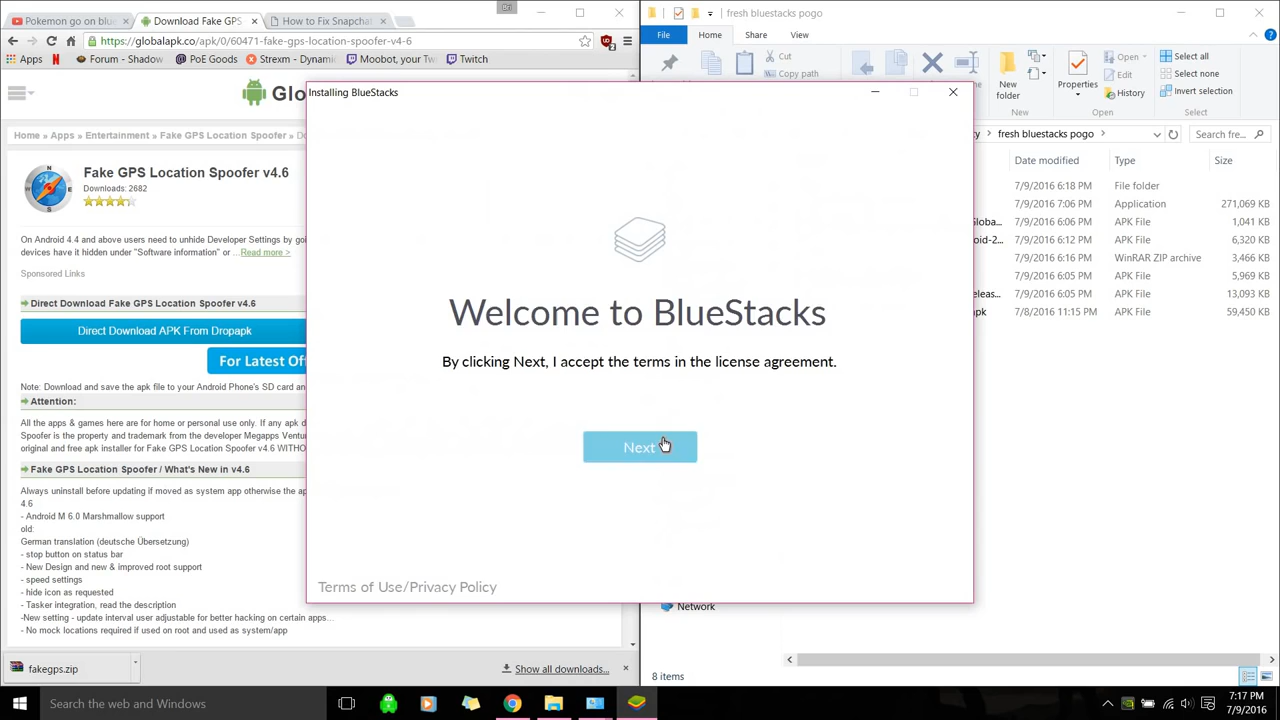 Bri
Pokemon go on bluestacks
Download Fake GPS
How to Fix Snapchat
https://globalapk.co/apk/0/60471-fake-gps-location-spoofer-v4-6
Apps
Forum - Shadow
PoE Goods
Strexm - Dynamic
Moobot, your Tw
Twitch
Glo
Home » Apps » Entertainment » Fake GPS Location Spoofer »
Fake GPS Location Spoofer v4.6
Downloads: 2682
On Android 4.4 and above users need to unhide Developer Settings by go
devices have it hidden under "Software information" or ...Read more >
Sponsored Links
Direct Download Fake GPS Location Spoofer v4.6
Direct Download APK From Dropapk
For Latest Off
Note: Download and save the apk file to your Android Phone's SD card an
Attention:
All the apps & games here are for home or personal use only. If any apk d
Spoofer is the property and trademark from the developer Megapps Ventur
original and free apk installer for Fake GPS Location Spoofer v4.6 WITHO
Fake GPS Location Spoofer / What's New in v4.6
Always uninstall before updating if moved as system app otherwise the ap
4.6
- Android M 6.0 Marshmallow support
old:
German translation (deutsche Übersetzung)
- stop button on status bar
- New Design and new & improved root support
- speed settings
- hide icon as requested
- Tasker integration, read the description
-New setting - update interval user adjustable for better hacking on certain apps...
- No mock locations required if used on root and used as system/app
fakegps.zip
Show all downloads...
Installing BlueStacks
Welcome to BlueStacks
By clicking Next, I accept the terms in the license agreement.
Next
Terms of Use/Privacy Policy
fresh bluestacks pogo
File
Home
Share
View
Cut
Copy path
New
folder
Properties
Open
Edit
History
Select all
Select none
Invert selection
New
Open
Select
fresh bluestacks pogo
Search fre...
Date modified
Type
Size
7/9/2016 6:18 PM
File folder
7/9/2016 7:06 PM
Application
271,069 KB
Globa...
7/9/2016 6:06 PM
APK File
1,041 KB
oid-2...
7/9/2016 6:12 PM
APK File
6,320 KB
7/9/2016 6:16 PM
WinRAR ZIP archive
3,466 KB
7/9/2016 6:05 PM
APK File
5,969 KB
eleas...
7/9/2016 6:05 PM
APK File
13,093 KB
pk
7/8/2016 11:15 PM
APK File
59,450 KB
Network
8 items
Search the web and Windows
7:17 PM
7/9/2016